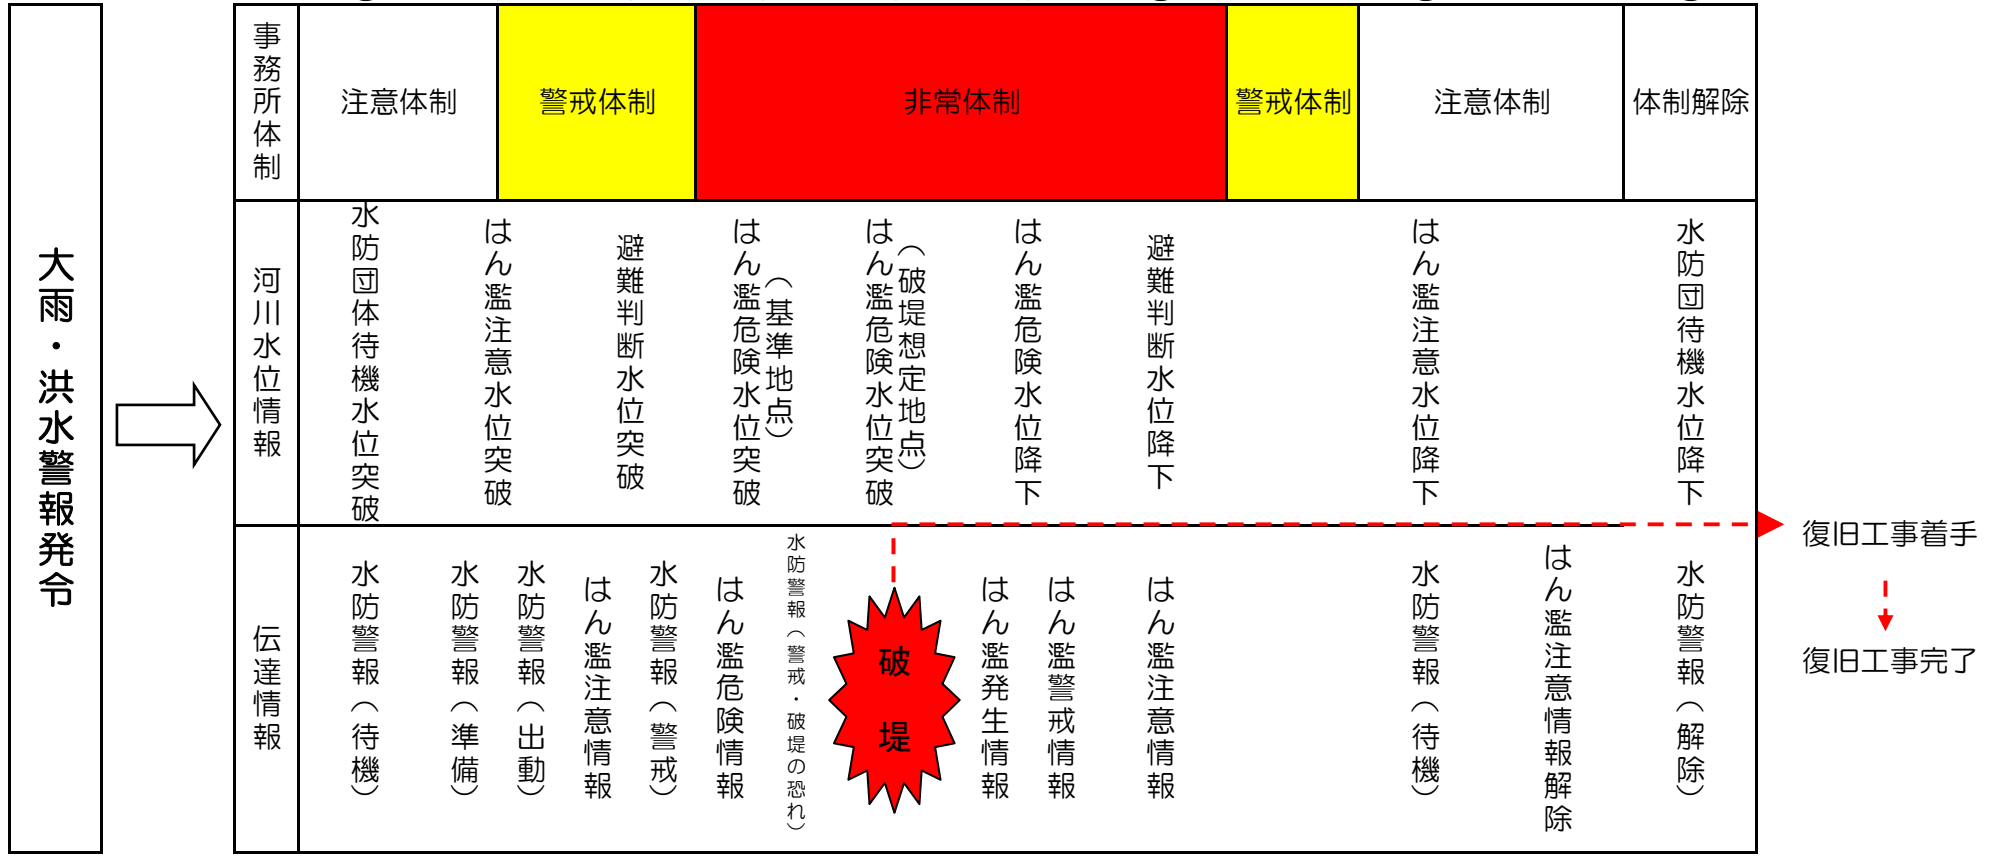 大雨・洪水警報発令
事務所体制
注意体制
警戒体制
非常体制
警戒体制
注意体制
体制解除
河川水位情報
水防団体待機水位突破
はん濫注意水位突破
避難判断水位突破
はん濫危険水位突破
（基準地点）
はん濫危険水位突破
（破堤想定地点）
はん濫危険水位降下
避難判断水位降下
はん濫注意水位降下
水防団待機水位降下
伝達情報
水防警報（待機）
水防警報（準備）
水防警報（出動）
はん濫注意情報
水防警報（警戒）
はん濫危険情報
水防警報（警戒・破堤の恐れ）
破堤
はん濫発生情報
はん濫警戒情報
はん濫注意情報
水防警報（待機）
はん濫注意情報解除
水防警報（解除）
復旧工事着手
復旧工事完了